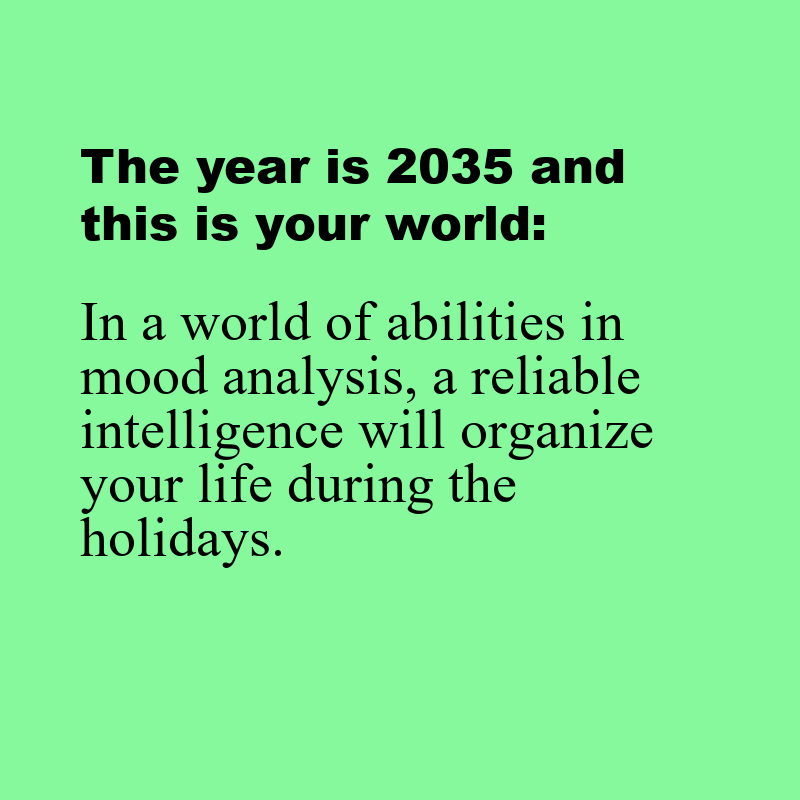 The year is 2035 and
this is your world:
In a world of abilities in
mood analysis, a reliable
intelligence will organize
your life during the
holidays.